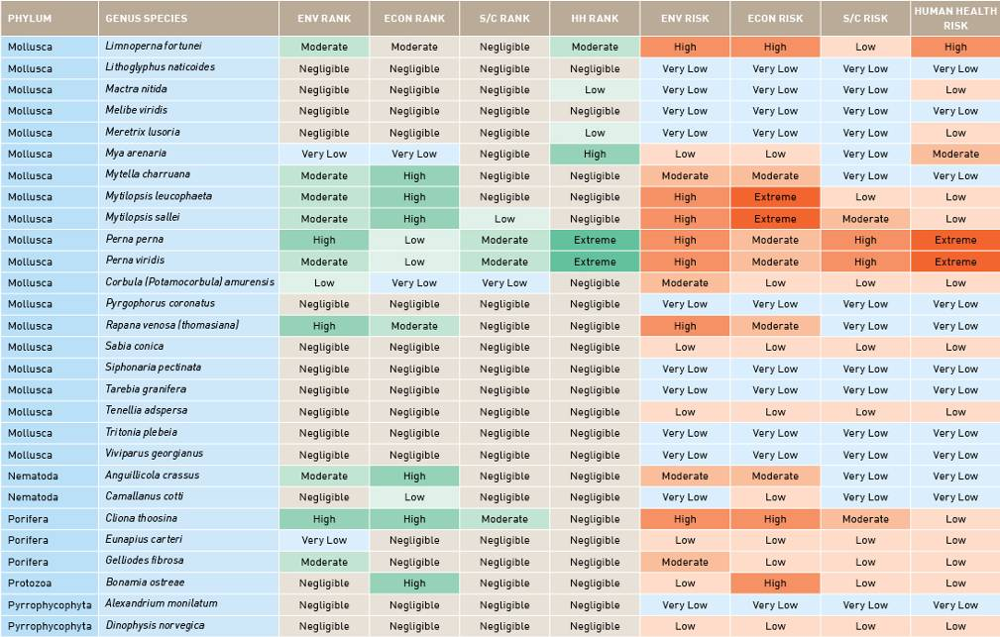 PHYLUM GENUS SPECIES ENV RANK ECON RANK S/C RANK HH RANK ENV RISK ECON RISK S/C RISK HUMAN HEALTH RISK
Mollusca Limnoperna fortunei Moderate Moderate Negligible Moderate High High Low High
Mollusca Lithoglyphus naticoides Negligible Negligible Negligible Negligible Very Low Very Low Very Low Very Low
Mollusca Mactra nitida Negligible Negligible Negligible Low Very Low Very Low Very Low Low
Mollusca Melibe viridis Negligible Negligible Negligible Negligible Very Low Very Low Very Low Very Low
Mollusca Meretrix lusoria Negligible Negligible Negligible Low Very Low Very Low Very Low Low
Mollusca Mya arenaria Very Low Very Low Negligible High Low Low Very Low Moderate
Mollusca Mytella charruana Moderate High Negligible Negligible Moderate Moderate Very Low Very Low
Mollusca Mytilopsis leucophaeta Moderate High Negligible Negligible High Extreme Low Low
Mollusca Mytilopsis sallei Moderate High Low Negligible High Extreme Moderate Low
Mollusca Perna perna High Low Moderate Extreme High Moderate High Extreme
Mollusca Perna viridis Moderate Low Moderate Extreme High Moderate High Extreme
Mollusca Corbula (Potamocorbula) amurensis Low Very Low Very Low Negligible Moderate Low Low Low
Mollusca Pyrgophorus coronatus Negligible Negligible Negligible Negligible Very Low Very Low Very Low Very Low
Mollusca Rapana venosa (thomasiana) High Moderate Negligible Negligible High Moderate Very Low Very Low
Mollusca Sabia conica Negligible Negligible Negligible Negligible Low Low Low Low
Mollusca Siphonaria pectinata Negligible Negligible Negligible Negligible Very Low Very Low Very Low Very Low
Mollusca Tarebia granifera Negligible Negligible Negligible Negligible Very Low Very Low Very Low Very Low
Mollusca Tenellia adspersa Negligible Negligible Negligible Negligible Low Low Low Low
Mollusca Tritonia plebeia Negligible Negligible Negligible Negligible Very Low Very Low Very Low Very Low
Mollusca Viviparus georgianus Negligible Negligible Negligible Negligible Very Low Very Low Very Low Very Low
Nematoda Anguillicola crassus Moderate High Negligible Negligible Moderate Moderate Very Low Very Low
Nematoda Camallanus cotti Negligible Low Negligible Negligible Very Low Low Very Low Very Low
Porifera Cliona thoosina High High Moderate Negligible High High Moderate Low
Porifera Eunapius carteri Very Low Negligible Negligible Negligible Low Low Low Low
Porifera Gelliodes fibrosa Moderate Negligible Negligible Negligible Moderate Low Low Low
Protozoa Bonamia ostreae Negligible High Negligible Negligible Low High Low Low
Pyrrophycophyta Alexandrium monilatum Negligible Negligible Negligible Negligible Very Low Very Low Very Low Very Low
Pyrrophycophyta Dinophysis norvegica Negligible Negligible Negligible Negligible Low Low Low Low